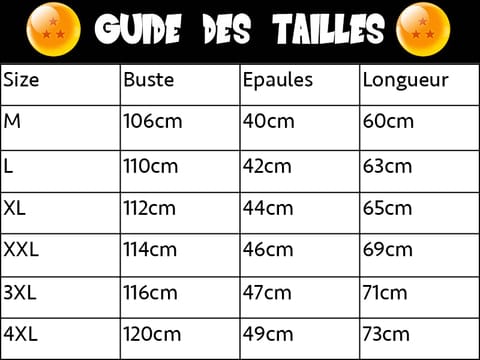 GUIDE DES TAILLES
Size Buste Epaules Longueur
M 106cm 40cm 60cm
L 110cm 42cm 63cm
XL 112cm 44cm 65cm
XXL 114cm 46cm 69cm
3XL 116cm 47cm 71cm
4XL 120cm 49cm 73cm